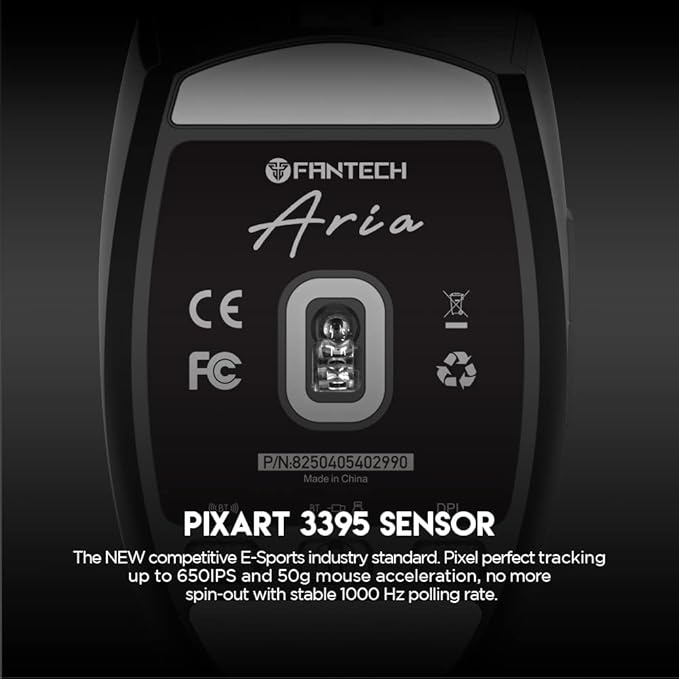 FANTECH
Aria
CE
FC
P/N:8250405402990
Made in China
BT BT DPI
PIXART 3395 SENSOR
The NEW competitive E-Sports industry standard. Pixel perfect tracking
up to 650IPS and 50g mouse acceleration, no more
spin-out with stable 1000 Hz polling rate.